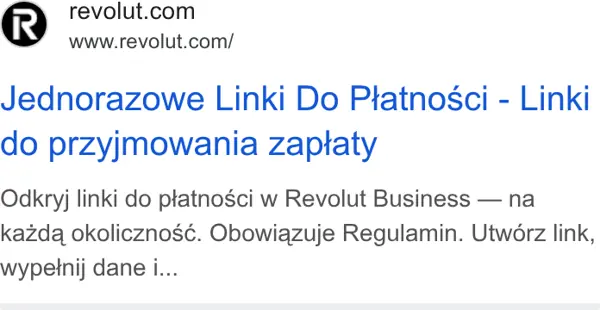 revolut.com
www.revolut.com/
Jednorazowe Linki Do Płatności - Linki
do przyjmowania zapłaty
Odkryj linki do płatności w Revolut Business — na
każdą okoliczność. Obowiązuje Regulamin. Utwórz link,
wypełnij dane i...